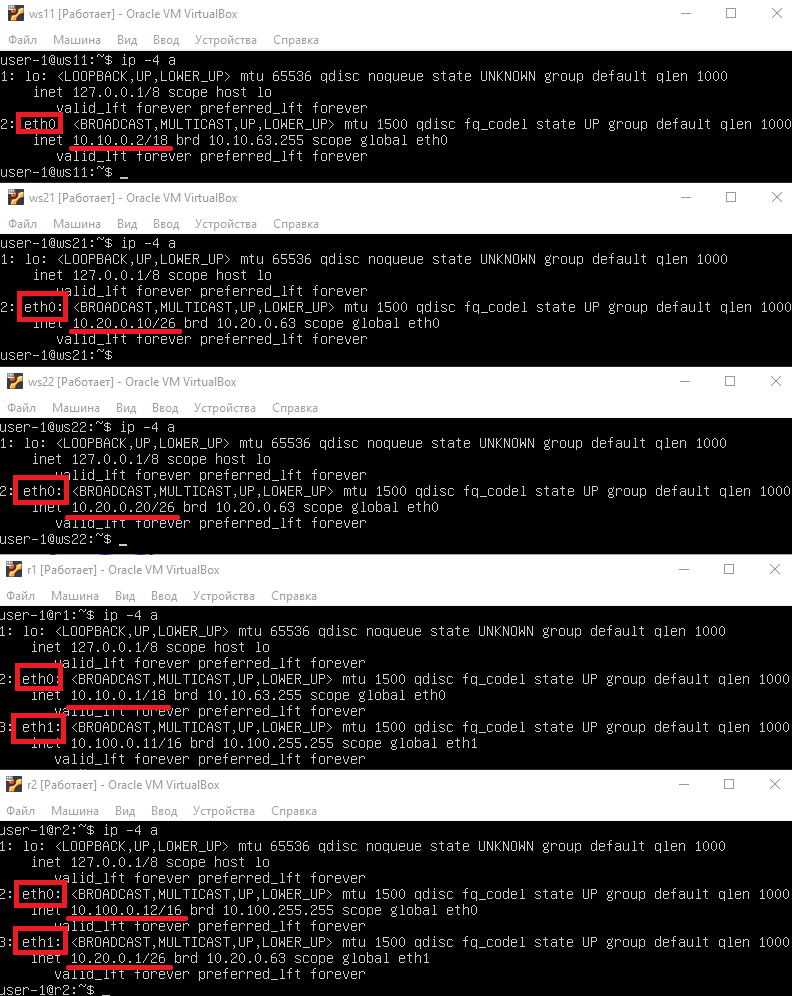 ws11 [Работает] - Oracle VM VirtualBox
Файл Машина Вид Ввод Устройства Справка
user-1@ws11:~$ ip -4 a
1: lo: <LOOPBACK,UP,LOWER_UP> mtu 65536 qdisc noqueue state UNKNOWN group default qlen 1000
inet 127.0.0.1/8 scope host lo
valid_lft forever preferred_lft forever
2: eth0: <BROADCAST,MULTICAST,UP,LOWER_UP> mtu 1500 qdisc fq_codel state UP group default qlen 1000
inet 10.10.0.2/18 brd 10.10.63.255 scope global eth0
valid_lft forever preferred_lft forever
user-1@ws11:~$ _
ws21 [Работает] - Oracle VM VirtualBox
Файл Машина Вид Ввод Устройства Справка
user-1@ws21:~$ ip -4 a
1: lo: <LOOPBACK,UP,LOWER_UP> mtu 65536 qdisc noqueue state UNKNOWN group default qlen 1000
inet 127.0.0.1/8 scope host lo
valid_lft forever preferred_lft forever
2: eth0: <BROADCAST,MULTICAST,UP,LOWER_UP> mtu 1500 qdisc fq_codel state UP group default qlen 1000
inet 10.20.0.10/26 brd 10.20.0.63 scope global eth0
valid_lft forever preferred_lft forever
user-1@ws21:~$
ws22 [Работает] - Oracle VM VirtualBox
Файл Машина Вид Ввод Устройства Справка
user-1@ws22:~$ ip -4 a
1: lo: <LOOPBACK,UP,LOWER_UP> mtu 65536 qdisc noqueue state UNKNOWN group default qlen 1000
inet 127.0.0.1/8 scope host lo
valid_lft forever preferred_lft forever
2: eth0: <BROADCAST,MULTICAST,UP,LOWER_UP> mtu 1500 qdisc fq_codel state UP group default qlen 1000
inet 10.20.0.20/26 brd 10.20.0.63 scope global eth0
valid_lft forever preferred_lft forever
user-1@ws22:~$ _
r1 [Работает] - Oracle VM VirtualBox
Файл Машина Вид Ввод Устройства Справка
user-1@r1:~$ ip -4 a
1: lo: <LOOPBACK,UP,LOWER_UP> mtu 65536 qdisc noqueue state UNKNOWN group default qlen 1000
inet 127.0.0.1/8 scope host lo
valid_lft forever preferred_lft forever
2: eth0: <BROADCAST,MULTICAST,UP,LOWER_UP> mtu 1500 qdisc fq_codel state UP group default qlen 1000
inet 10.10.0.1/18 brd 10.10.63.255 scope global eth0
valid_lft forever preferred_lft forever
3: eth1: <BROADCAST,MULTICAST,UP,LOWER_UP> mtu 1500 qdisc fq_codel state UP group default qlen 1000
inet 10.100.0.11/16 brd 10.100.255.255 scope global eth1
valid_lft forever preferred_lft forever
r2 [Работает] - Oracle VM VirtualBox
Файл Машина Вид Ввод Устройства Справка
user-1@r2:~$ ip -4 a
1: lo: <LOOPBACK,UP,LOWER_UP> mtu 65536 qdisc noqueue state UNKNOWN group default qlen 1000
inet 127.0.0.1/8 scope host lo
valid_lft forever preferred_lft forever
2: eth0: <BROADCAST,MULTICAST,UP,LOWER_UP> mtu 1500 qdisc fq_codel state UP group default qlen 1000
inet 10.100.0.12/16 brd 10.100.255.255 scope global eth0
valid_lft forever preferred_lft forever
3: eth1: <BROADCAST,MULTICAST,UP,LOWER_UP> mtu 1500 qdisc fq_codel state UP group default qlen 1000
inet 10.20.0.1/26 brd 10.20.0.63 scope global eth1
valid_lft forever preferred_lft forever
user-1@r2:~$ _